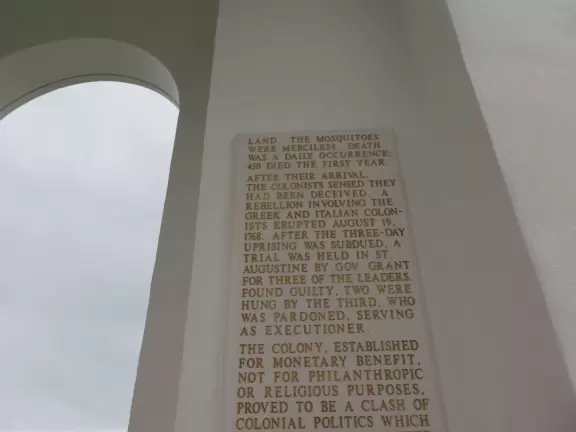 LAND THE MOSQUITOES
WERE MERCILESS DEATH
WAS A DAILY OCCURRENCE;
450 DIED THE FIRST YEAR.
AFTER THEIR ARRIVAL,
THE COLONISTS SENSED THEY
HAD BEEN DECEIVED. A
REBELLION INVOLVING THE
GREEK AND ITALIAN COLON-
ISTS ERUPTED AUGUST 19,
1768. AFTER THE THREE-DAY
UPRISING WAS SUBDUED, A
TRIAL WAS HELD IN ST
AUGUSTINE BY GOV. GRANT
FOR THREE OF THE LEADERS.
FOUND GUILTY, TWO WERE
HUNG BY THE THIRD, WHO
WAS PARDONED, SERVING
AS EXECUTIONER.
THE COLONY, ESTABLISHED
FOR MONETARY BENEFIT,
NOT FOR PHILANTHROPIC
OR RELIGIOUS PURPOSES,
PROVED TO BE A CLASH OF
COLONIAL POLITICS WHICH